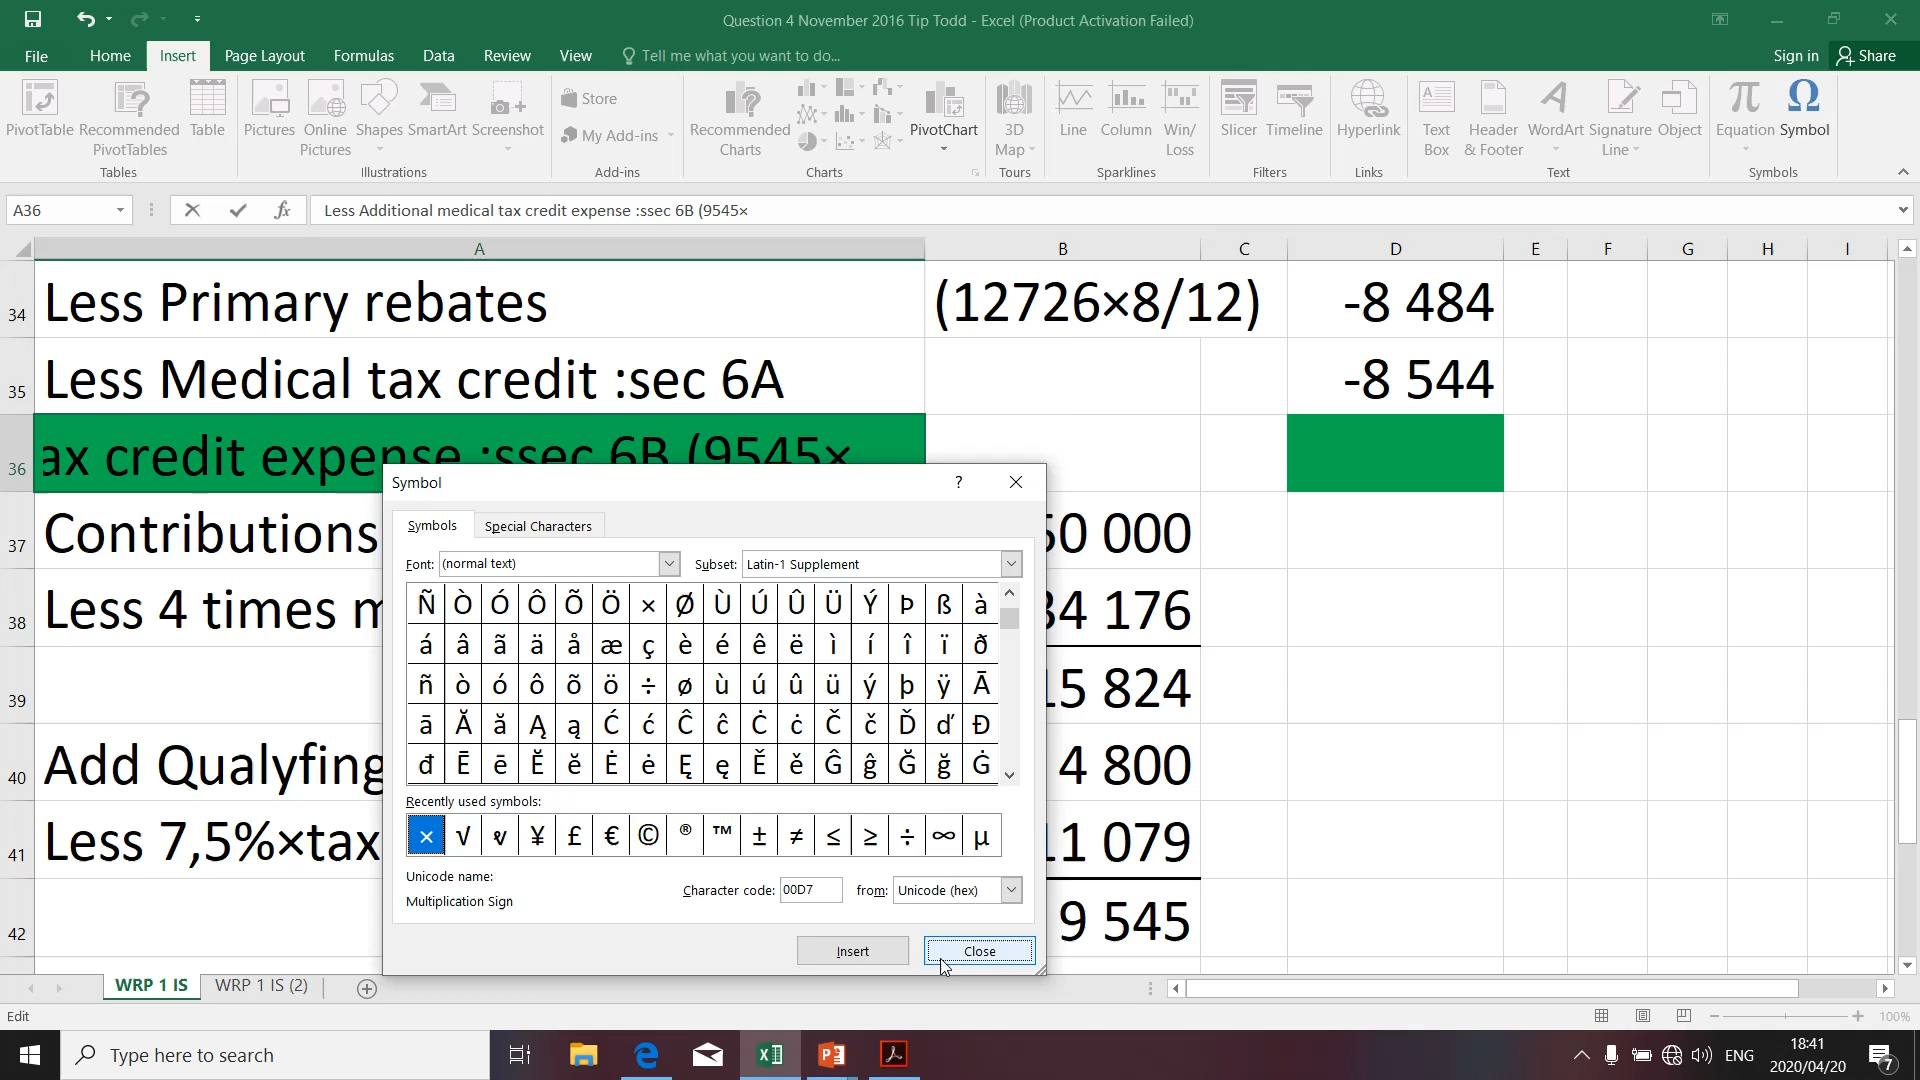 Question 4 November 2016 Tip Todd - Excel (Product Activation Failed)
File Home Insert Page Layout Formulas Data Review View Tell me what you want to do... Sign in Share
PivotTable Recommended PivotTables Table
Pictures Online Pictures Shapes SmartArt Screenshot
Store
My Add-ins
Recommended Charts PivotChart
3D Map Line Column Win/Loss
Slicer Timeline Hyperlink
Text Box Header & Footer WordArt Signature Line Object
Equation Symbol
Tables Illustrations Add-ins Charts Tours Sparklines Filters Links Text Symbols
A36 fx Less Additional medical tax credit expense :ssec 6B (9545×
A B C D E F G H I
34 Less Primary rebates (12726×8/12) -8 484
35 Less Medical tax credit :sec 6A -8 544
36 ax credit expense :ssec 6B (9545×
37 Contributions 50 000
38 Less 4 times m 34 176
39 15 824
40 Add Qualyfing 4 800
41 Less 7,5%×tax 11 079
42 9 545
Symbol ?
Symbols Special Characters
Font: (normal text) Subset: Latin-1 Supplement
Ñ Ò Ó Ô Õ Ö × Ø Ù Ú Û Ü Ý Þ ß à
á â ã ä å æ ç è é ê ë ì í î ï ð
ñ ò ó ô õ ö ÷ ø ù ú û ü ý þ ÿ Ā
ā Ă ă Ą ą Ć ć Ĉ ĉ Ċ ċ Č č Ď ď Đ
đ Ē ē Ĕ ĕ Ė ė Ę ę Ě ě Ĝ ĝ Ğ ğ Ġ
Recently used symbols:
× √ ¥ £ € © ® ™ ± ≠ ≤ ≥ ÷ ∞ µ
Unicode name:
Multiplication Sign
Character code: 00D7 from: Unicode (hex)
Insert Close
WRP 1 IS WRP 1 IS (2)
Edit 100%
Type here to search
ENG
18:41
2020/04/20
7